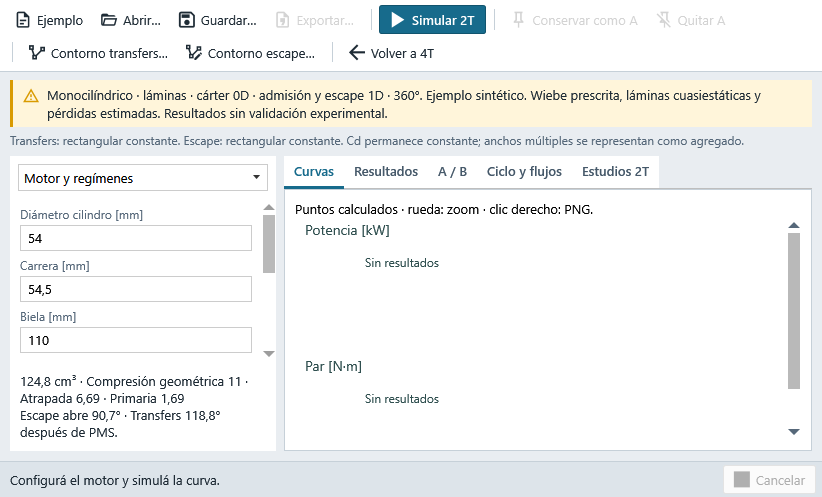 Ejemplo Abrir... Guardar... Exportar... Simular 2T Conservar como A Quitar A
Contorno transfers... Contorno escape... Volver a 4T
Monocilíndrico · láminas · cárter 0D · admisión y escape 1D · 360°. Ejemplo sintético. Wiebe prescrita, láminas cuasiestáticas y
pérdidas estimadas. Resultados sin validación experimental.
Transfers: rectangular constante. Escape: rectangular constante. Cd permanece constante; anchos múltiples se representan como agregado.
Motor y regímenes
Diámetro cilindro [mm]
54
Carrera [mm]
54,5
Biela [mm]
110
124,8 cm³ · Compresión geométrica 11 ·
Atrapada 6,69 · Primaria 1,69
Escape abre 90,7° · Transfers 118,8°
después de PMS.
Curvas Resultados A / B Ciclo y flujos Estudios 2T
Puntos calculados · rueda: zoom · clic derecho: PNG.
Potencia [kW]
Sin resultados
Par [N·m]
Sin resultados
Configurá el motor y simulá la curva.
Cancelar